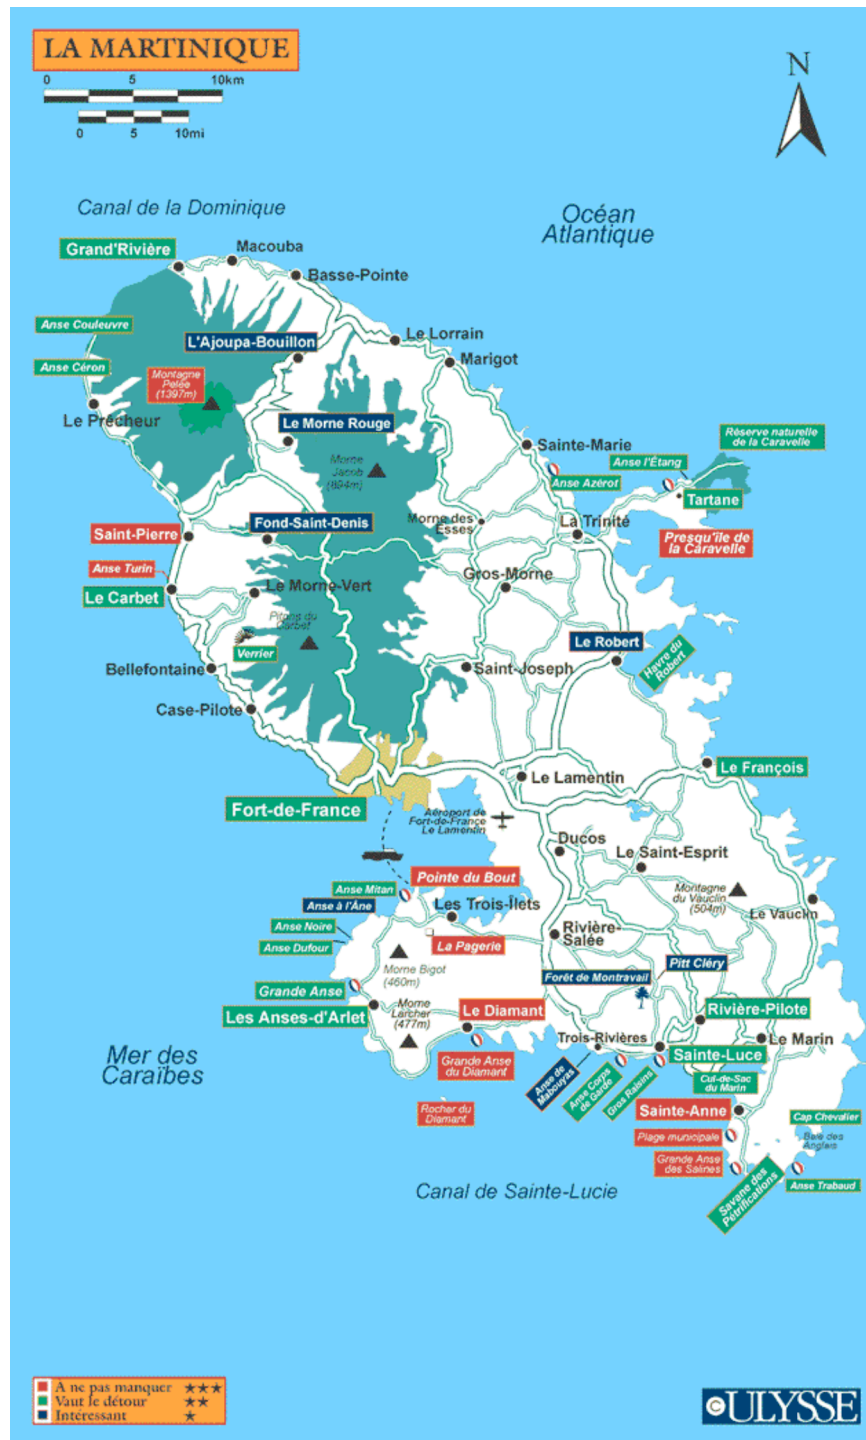 LA MARTINIQUE
0 5 10km
0 5 10mi
N
Canal de la Dominique
Océan
Atlantique
Grand'Rivière
Macouba
Basse-Pointe
Anse Couleuvre
L'Ajoupa-Bouillon
Le Lorrain
Marigot
Anse Céron
Montagne
Pelée
(1397m)
Le Prêcheur
Le Morne Rouge
Morne
Jacob
(894m)
Sainte-Marie
Réserve naturelle
de la Caravelle
Anse l'Étang
Anse Azérot
Tartane
Saint-Pierre
Fond-Saint-Denis
Morne des
Esses
La Trinité
Presqu'île de
la Caravelle
Anse Turin
Le Carbet
Le Morne-Vert
Gros-Morne
Pitons du
Carbet
Verrier
Le Robert
Havre du
Robert
Bellefontaine
Saint-Joseph
Case-Pilote
Le Lamentin
Le François
Fort-de-France
Aéroport de
Fort-de-France
Le Lamentin
Ducos
Le Saint-Esprit
Pointe du Bout
Anse Mitan
Anse à l'Âne
Montagne
du Vauclin
(504m)
Les Trois-Îlets
Le Vauclin
Anse Noire
Anse Dufour
La Pagerie
Rivière-
Salée
Morne Bigot
(460m)
Pitt Cléry
Forêt de Montravail
Grande Anse
Les Anses-d'Arlet
Morne
Larcher
(477m)
Le Diamant
Rivière-Pilote
Trois-Rivières
Le Marin
Sainte-Luce
Mer des
Caraïbes
Grande Anse
du Diamant
Anse de
Mabouyas
Anse Corps
de Garde
Gros Raisins
Cul-de-Sac
du Marin
Rocher du
Diamant
Sainte-Anne
Cap Chevalier
Plage municipale
Baie des
Anglais
Grande Anse
des Salines
Canal de Sainte-Lucie
Savane des
Pétrifications
Anse Trabaud
À ne pas manquer ★★★
Vaut le détour ★★
Intéressant ★
© ULYSSE